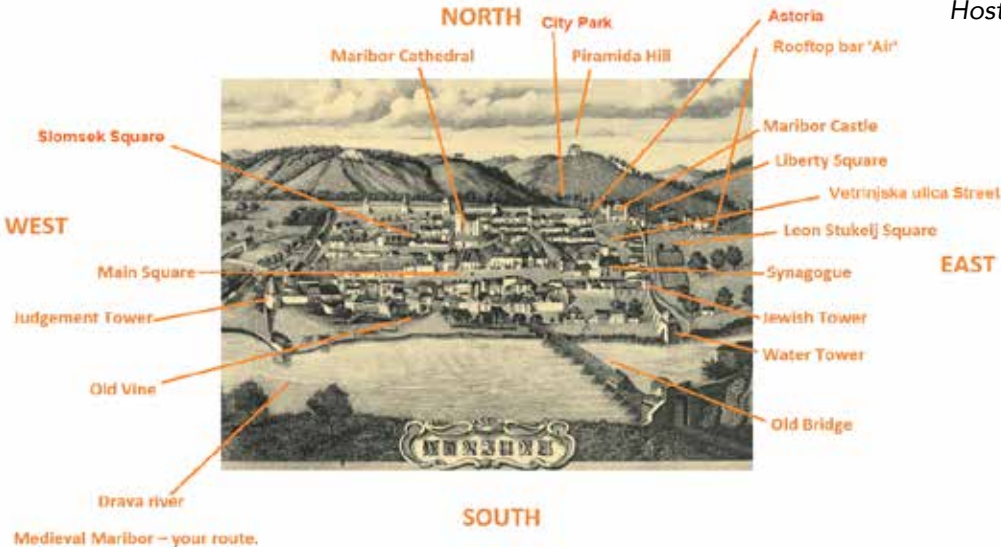 Host
NORTH
City Park
Astoria
Rooftop bar 'Air'
Maribor Cathedral
Piramida Hill
Slomsek Square
Maribor Castle
Liberty Square
Vetrinjska ulica Street
WEST
Leon Stukelj Square
EAST
Main Square
Synagogue
Judgement Tower
Jewish Tower
Water Tower
Old Vine
Old Bridge
Drava river
SOUTH
Medieval Maribor – your route.